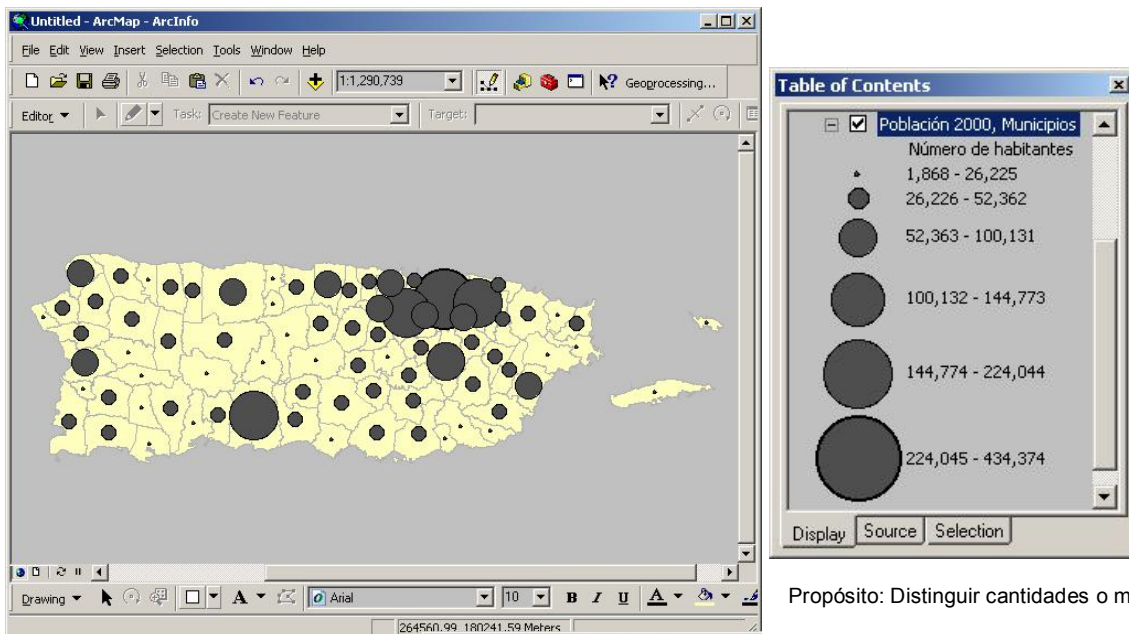 Untitled - ArcMap - ArcInfo
File Edit View Insert Selection Tools Window Help
1:1,290,739 Geoprocessing...
Editor Task: Create New Feature Target:
Drawing A Arial 10 B I U A
264560.99 180241.59 Meters
Table of Contents
Población 2000, Municipios
Número de habitantes
1,868 - 26,225
26,226 - 52,362
52,363 - 100,131
100,132 - 144,773
144,774 - 224,044
224,045 - 434,374
Display Source Selection
Propósito: Distinguir cantidades o m